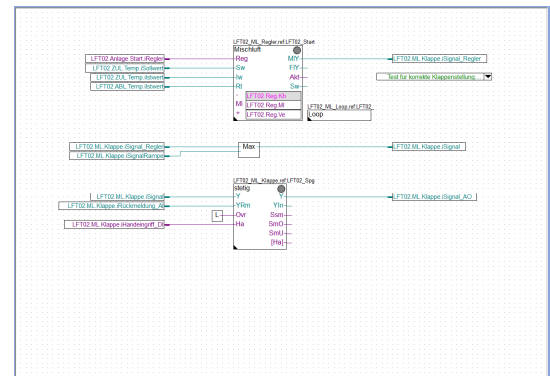 LFT02_ML_Regler.ref:LFT02_Start
Mischluft
LFT02.Anlage.Start.iRegler Reg MIY LFT02.ML.Klappe.iSignal_Regler
LFT02.ZUL.Temp.iSollwert Sw FIY
LFT02.ZUL.Temp.iIstwert Iw Akt Test für korrekte Klappenstellung...
LFT02.ABL.Temp.iIstwert Rt Sw
- LFT02.Reg.Kh
MI LFT02.Reg.MI LFT02_ML_Loop.ref:LFT02_
+ LFT02.Reg.Ve Loop
LFT02.ML.Klappe.iSignal_Regler Max LFT02.ML.Klappe.iSignal
LFT02.ML.Klappe.iSignalRampe
LFT02_ML_Klappe.ref:LFT02_Spg
stetig
LFT02.ML.Klappe.iSignal Y Y LFT02.ML.Klappe.iSignal_AO
LFT02.ML.Klappe.iRückmeldung_AI YRm YIn
L Ovr Ssm
LFT02.ML.Klappe.iHandeingriff_DI Ha SmO
SmU
[Ha]